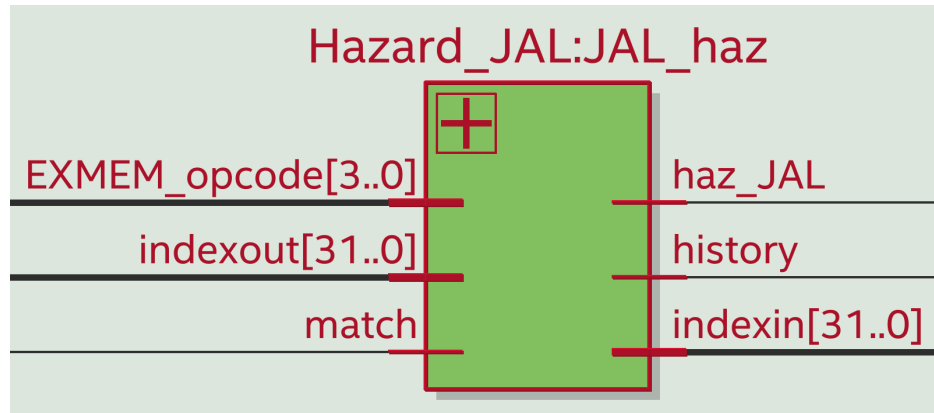 Hazard_JAL:JAL_haz
EXMEM_opcode[3..0]
haz_JAL
indexout[31..0]
history
match
indexin[31..0]